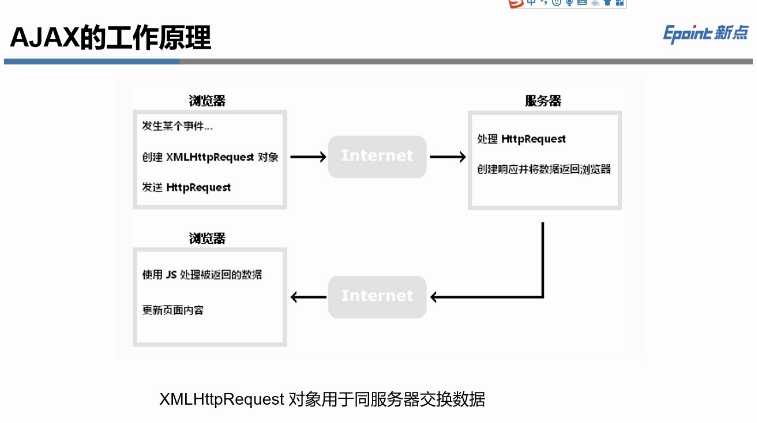 AJAX的工作原理
Epoint 新点
浏览器
发生某个事件...
创建 XMLHttpRequest 对象
发送 HttpRequest
Internet
服务器
处理 HttpRequest
创建响应并将数据返回浏览器
浏览器
使用 JS 处理被返回的数据
更新页面内容
Internet
XMLHttpRequest 对象用于同服务器交换数据